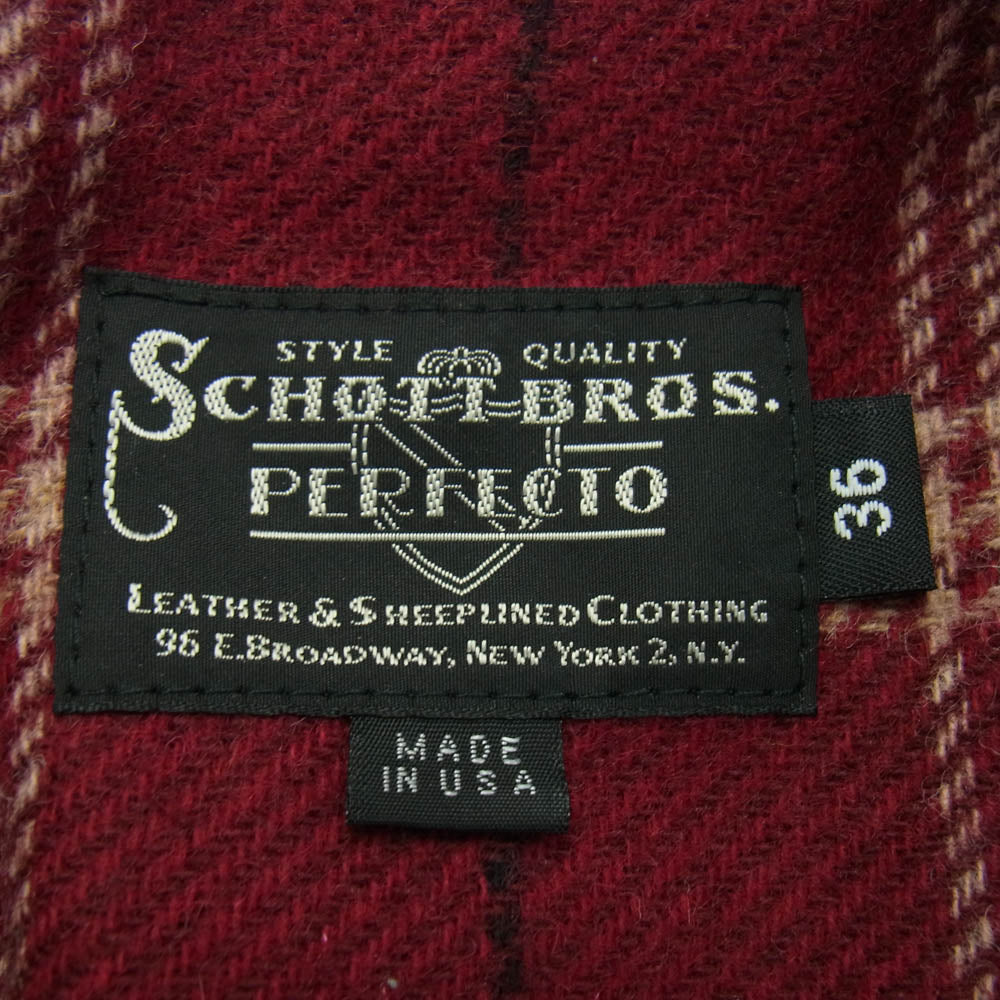 STYLE QUALITY
SCHOTT BROS.
PERFECTO
LEATHER & SHEEPLINED CLOTHING
96 E. BROADWAY, NEW YORK 2, N.Y.
36
MADE
IN USA